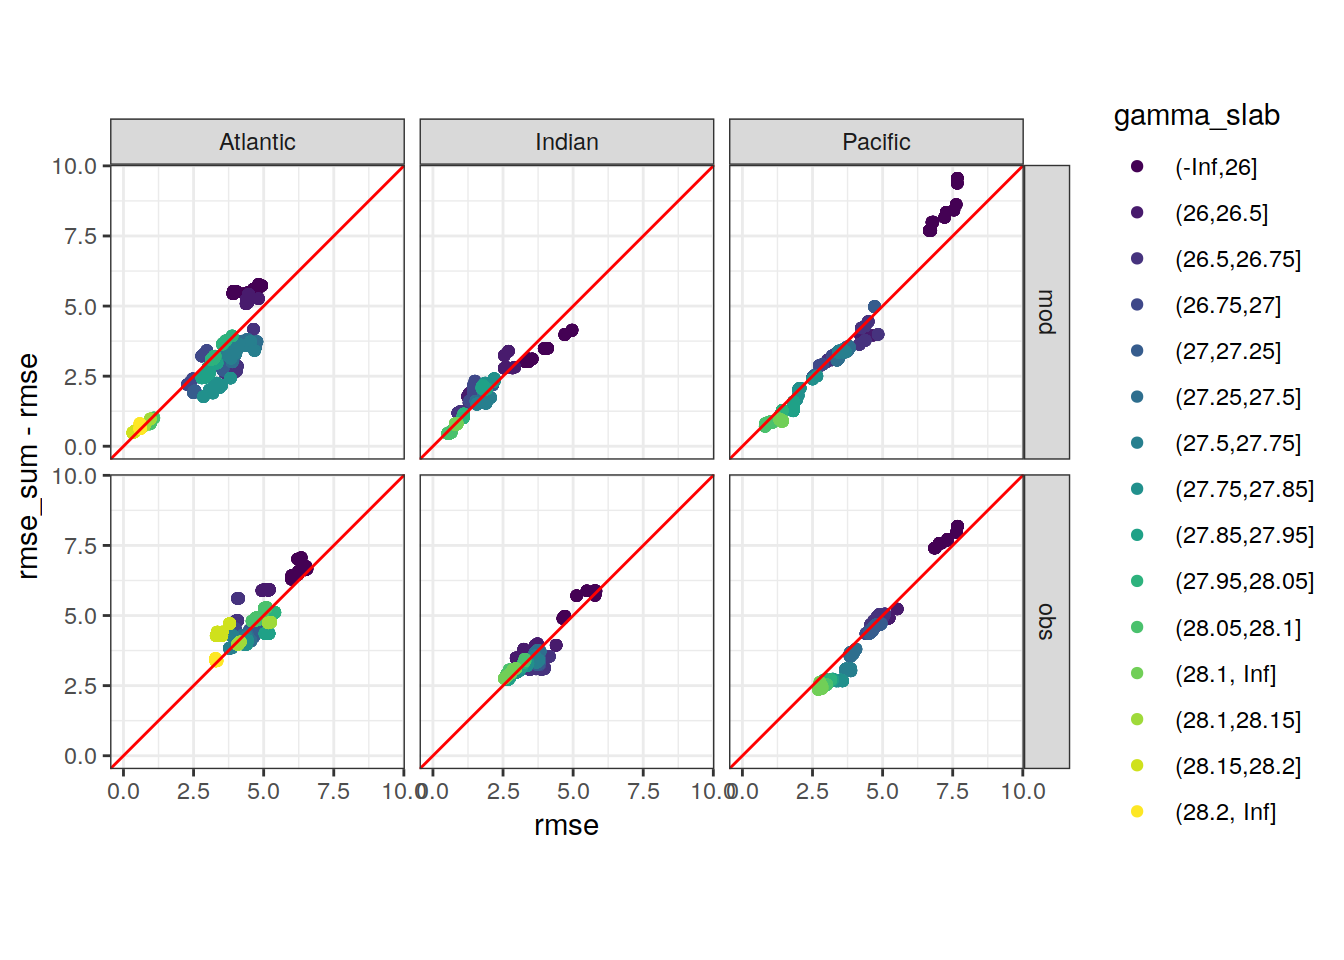 Atlantic Indian Pacific
gamma_slab
rmse_sum - rmse
10.0
7.5
5.0
2.5
0.0
mod
10.0
7.5
5.0
2.5
0.0
obs
0.0 2.5 5.0 7.5 10.0 0.0 2.5 5.0 7.5 10.0 0.0 2.5 5.0 7.5 10.0
rmse
(-Inf,26]
(26,26.5]
(26.5,26.75]
(26.75,27]
(27,27.25]
(27.25,27.5]
(27.5,27.75]
(27.75,27.85]
(27.85,27.95]
(27.95,28.05]
(28.05,28.1]
(28.1, Inf]
(28.1,28.15]
(28.15,28.2]
(28.2, Inf]